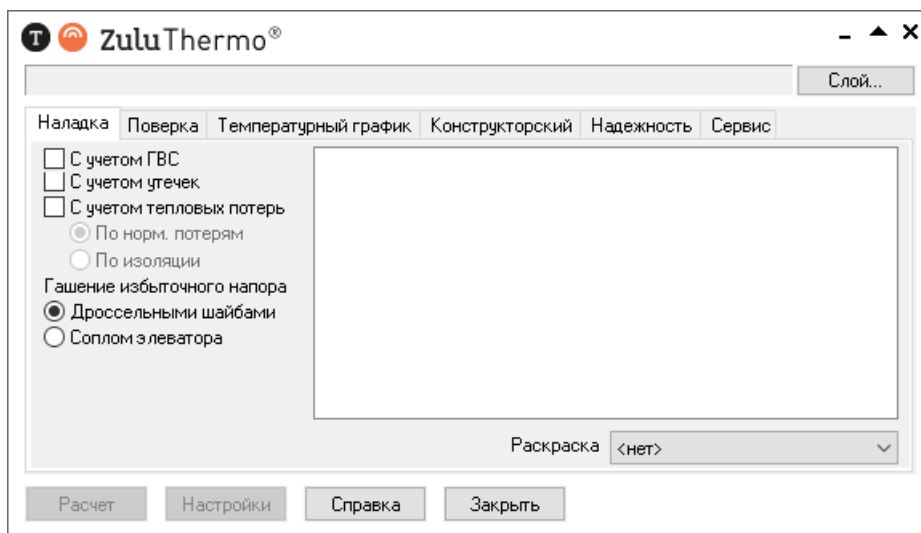 T ZuluThermo®
Слой...
Наладка Поверка Температурный график Конструкторский Надежность Сервис
С учетом ГВС
С учетом утечек
С учетом тепловых потерь
По норм. потерям
По изоляции
Гашение избыточного напора
Дроссельными шайбами
Соплом элеватора
Раскраска <нет>
Расчет Настройки Справка Закрыть